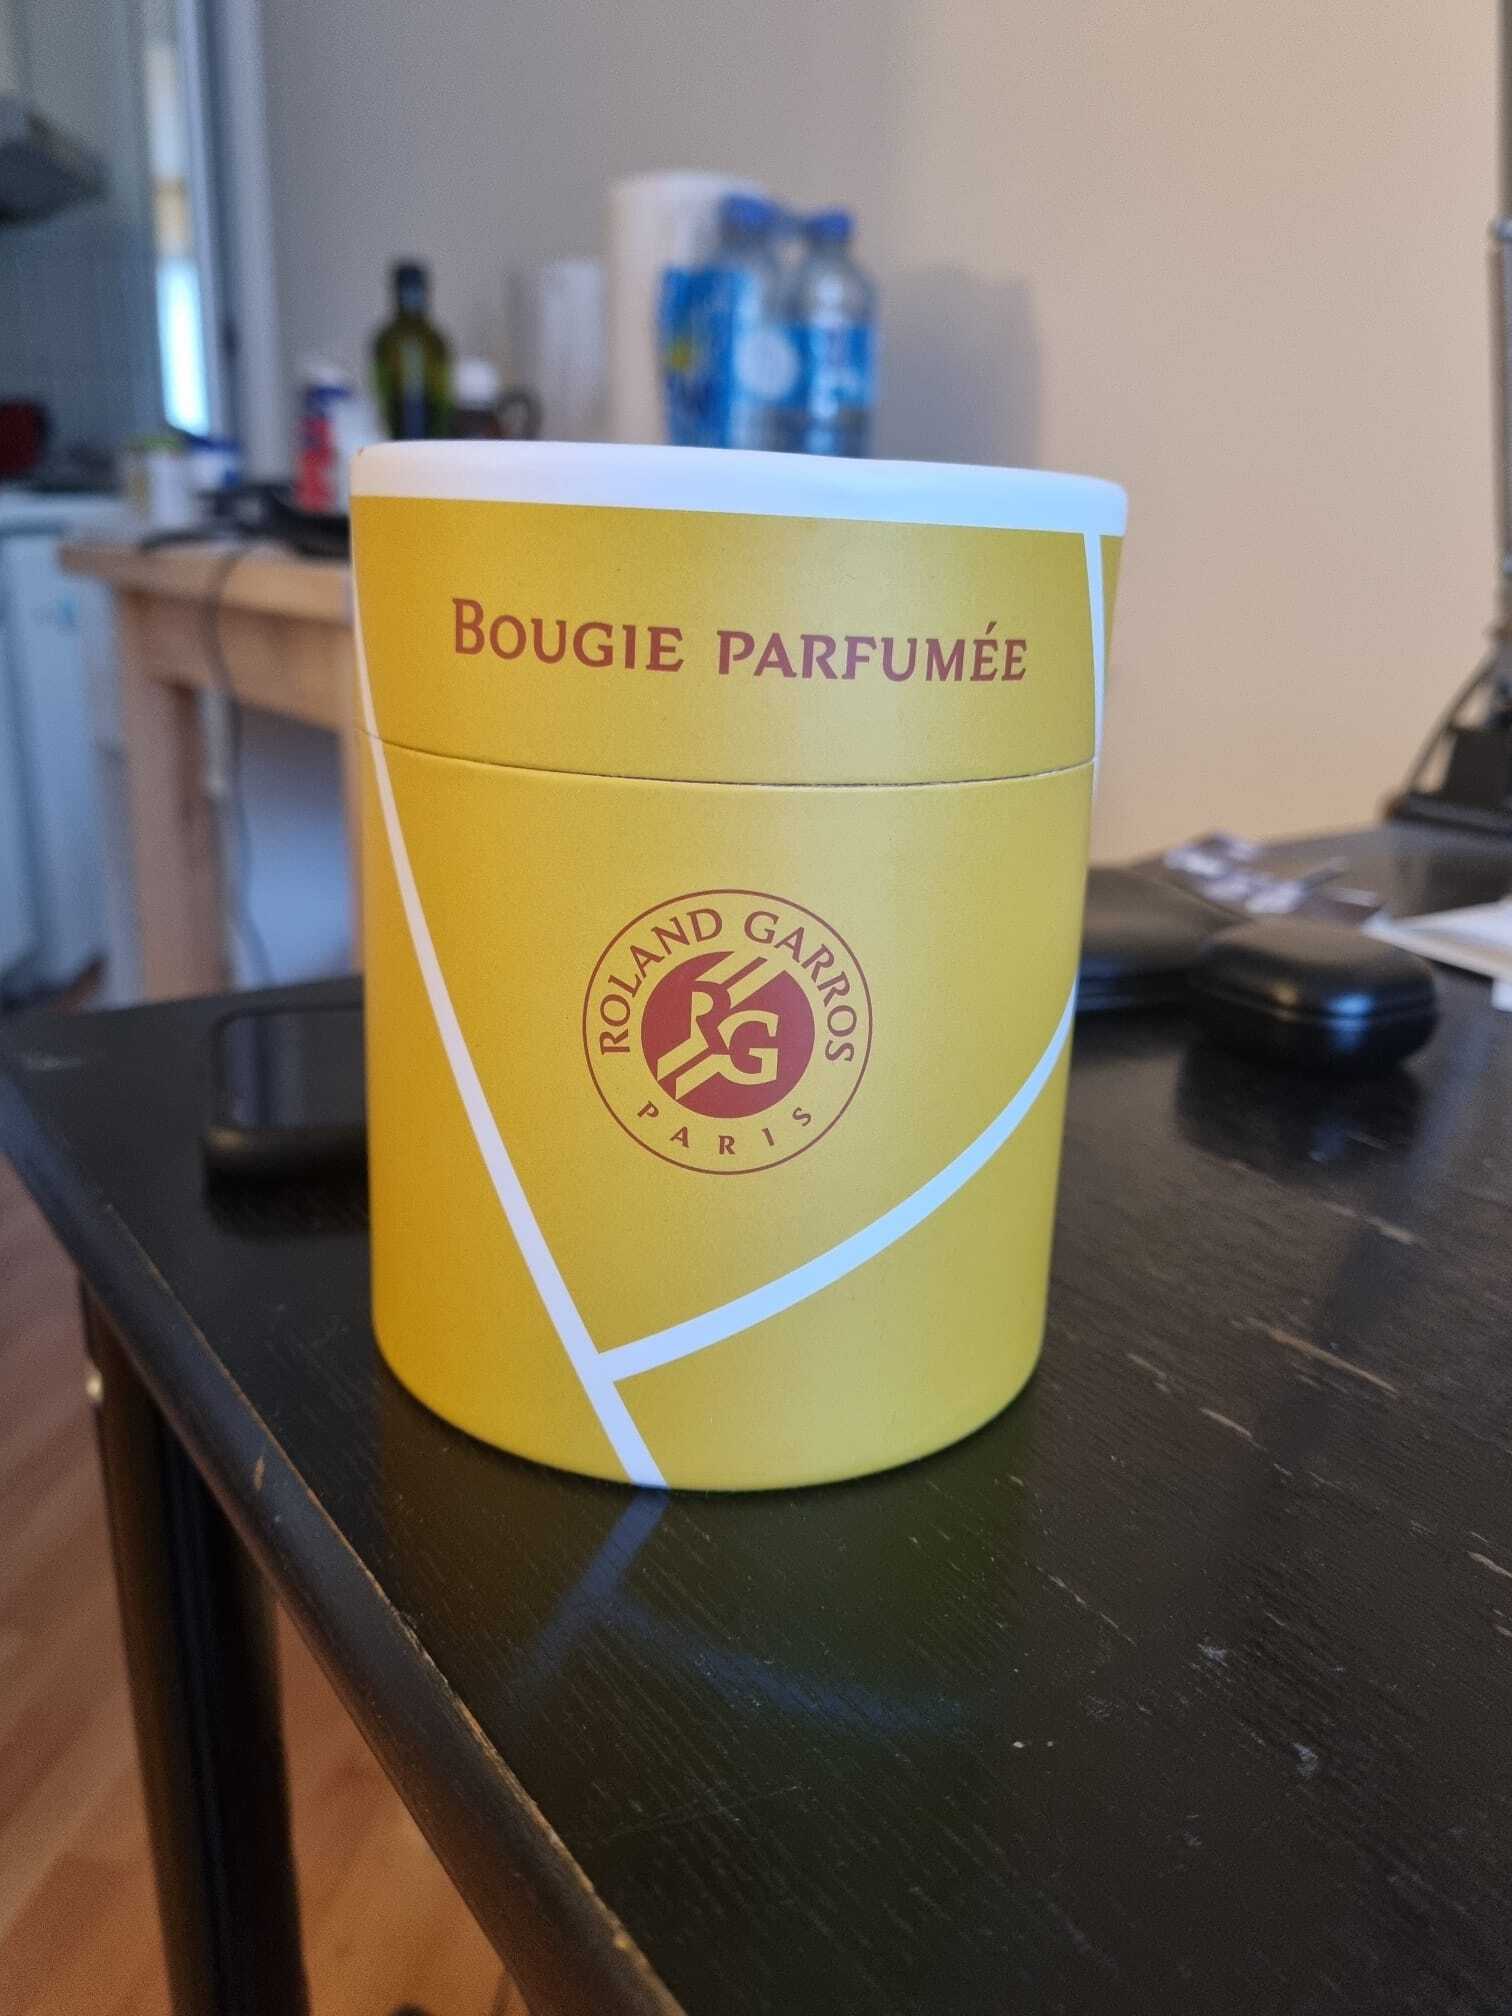 Bougie parfumée
ROLAND GARROS
RG
PARIS